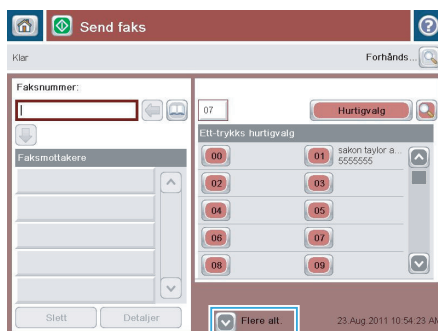 Send faks
Klar
Forhånds...
Faksnummer:
Faksmottakere
Slett
Detaljer
07
Hurtigvalg
Ett-trykks hurtigvalg
00
01 sakon taylor a...
5555555
02
03
04
05
06
07
08
09
Flere alt.
23 Aug 2011 10:54:23 AM